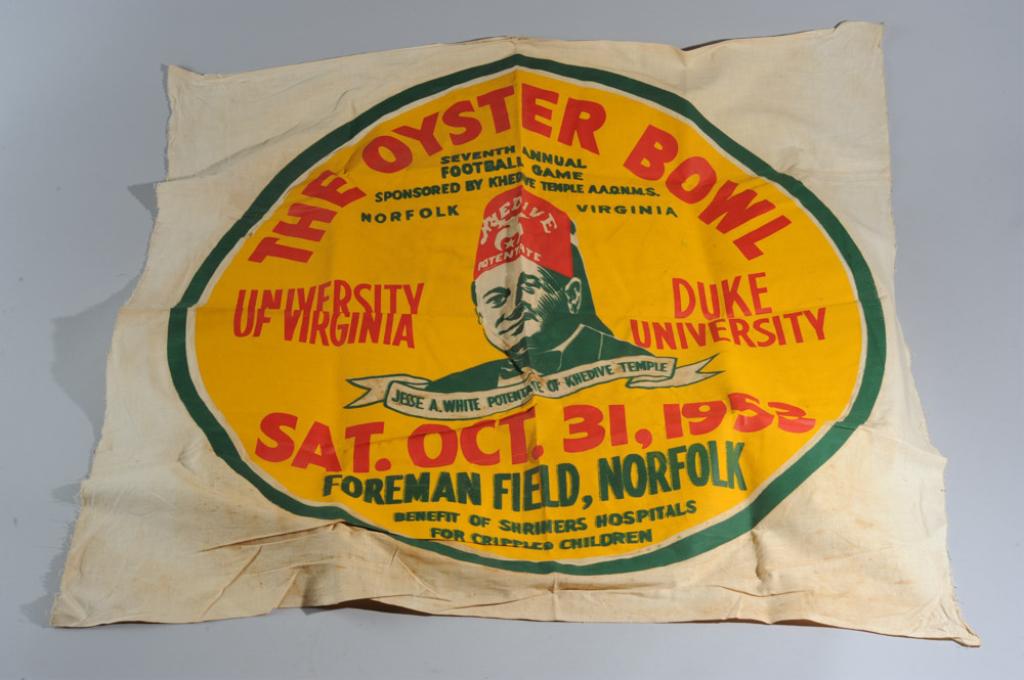 THE OYSTER BOWL
SEVENTH ANNUAL
FOOTBALL GAME
SPONSORED BY KHEDIVE TEMPLE A.A.O.N.M.S.
NORFOLK VIRGINIA
KHEDIVE
POTENTATE
UNIVERSITY
OF VIRGINIA
DUKE
UNIVERSITY
JESSE A. WHITE POTENTATE OF KHEDIVE TEMPLE
SAT. OCT. 31, 1953
FOREMAN FIELD, NORFOLK
BENEFIT OF SHRINERS HOSPITALS
FOR CRIPPLED CHILDREN